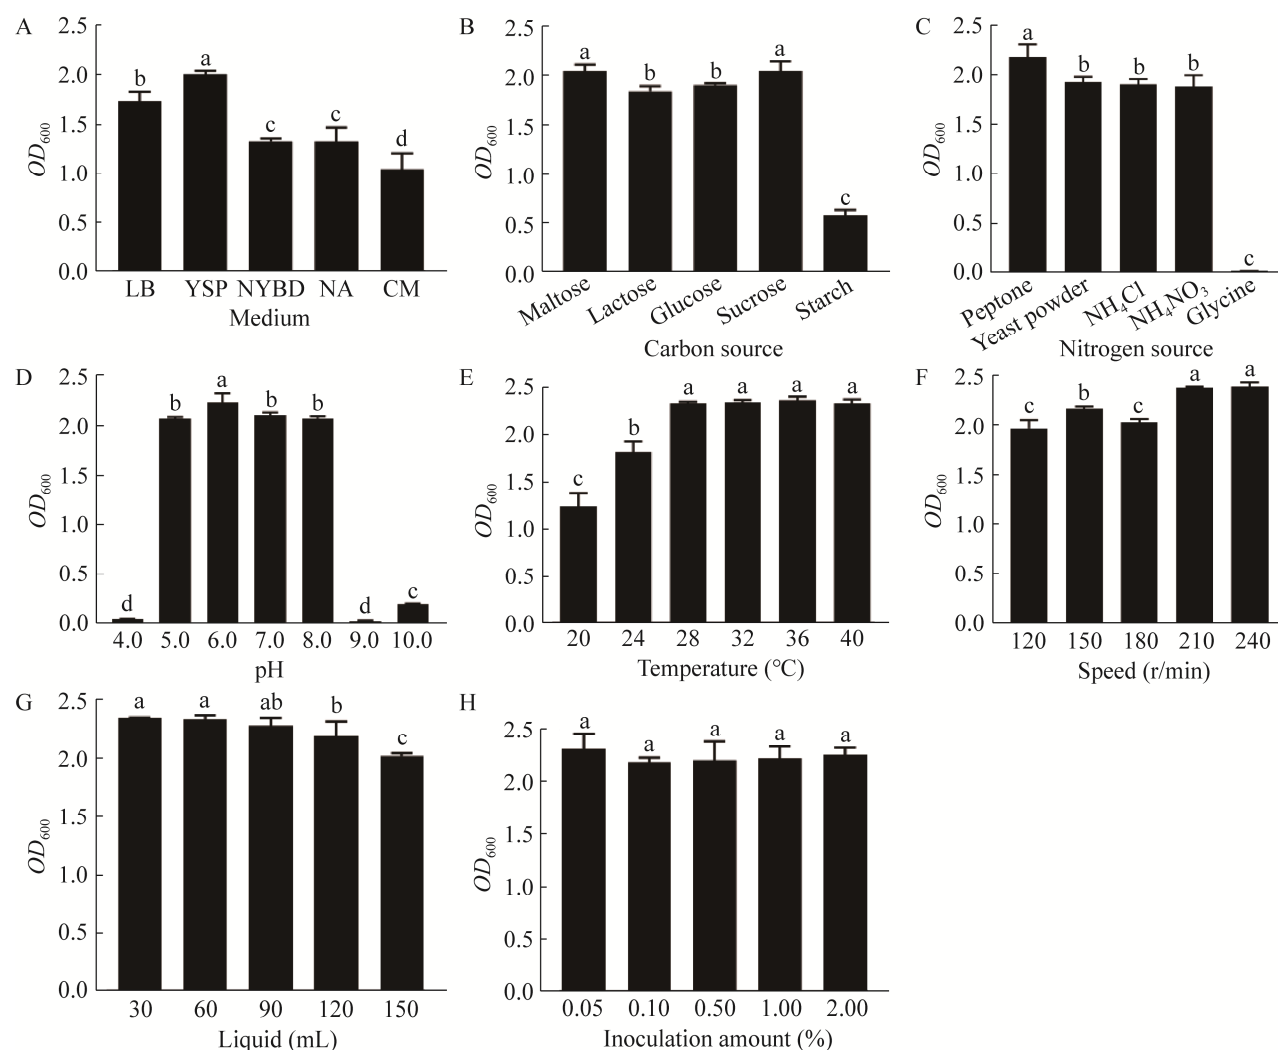 A
2.5
2.0
1.5
1.0
0.5
0.0
OD600
b
a
c
c
d
LB YSP NYBD NA CM
Medium
B
2.5
2.0
1.5
1.0
0.5
0.0
OD600
a
b
b
a
c
Maltose
Lactose
Glucose
Sucrose
Starch
Carbon source
C
2.5
2.0
1.5
1.0
0.5
0.0
OD600
a
b
b
b
c
Peptone
Yeast powder
NH4Cl
NH4NO3
Glycine
Nitrogen source
D
2.5
2.0
1.5
1.0
0.5
0.0
OD600
d
b
a
b
b
d
c
4.0 5.0 6.0 7.0 8.0 9.0 10.0
pH
E
2.5
2.0
1.5
1.0
0.5
0.0
OD600
c
b
a
a
a
a
20 24 28 32 36 40
Temperature (℃)
F
2.5
2.0
1.5
1.0
0.5
0.0
OD600
c
b
c
a
a
120 150 180 210 240
Speed (r/min)
G
2.5
2.0
1.5
1.0
0.5
0.0
OD600
a
a
ab
b
c
30 60 90 120 150
Liquid (mL)
H
2.5
2.0
1.5
1.0
0.5
0.0
OD600
a
a
a
a
a
0.05 0.10 0.50 1.00 2.00
Inoculation amount (%)